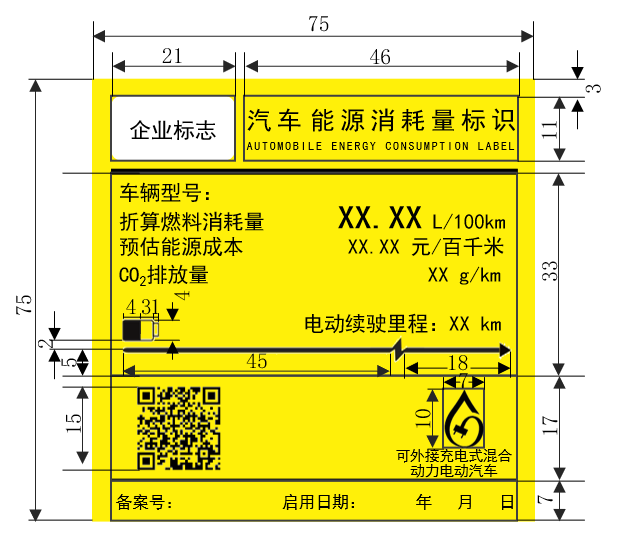 75
21
46
3
企业标志
汽车能源消耗量标识
AUTOMOBILE ENERGY CONSUMPTION LABEL
11
车辆型号：
折算燃料消耗量 XX.XX L/100km
预估能源成本 XX.XX 元/百千米
CO₂排放量 XX g/km
33
75
4 3 1
4
电动续驶里程：XX km
2
5
45
18
7
15
10
17
可外接充电式混合
动力电动汽车
备案号： 启用日期： 年 月 日
7